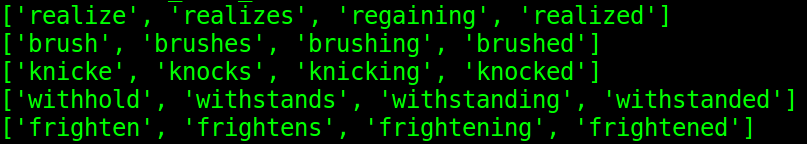 ['realize', 'realizes', 'regaining', 'realized']
['brush', 'brushes', 'brushing', 'brushed']
['knicke', 'knocks', 'knicking', 'knocked']
['withhold', 'withstands', 'withstanding', 'withstanded']
['frighten', 'frightens', 'frightening', 'frightened']